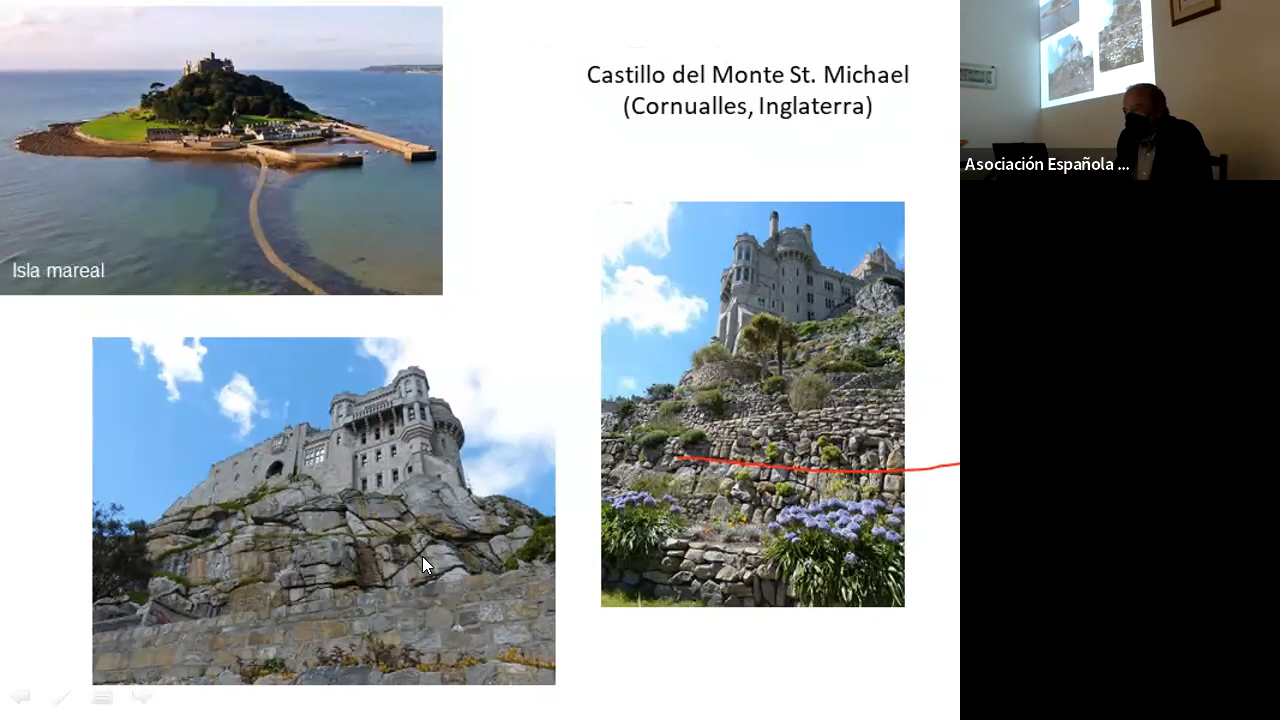 Castillo del Monte St. Michael
(Cornualles, Inglaterra)
Isla mareal
Asociación Española ...